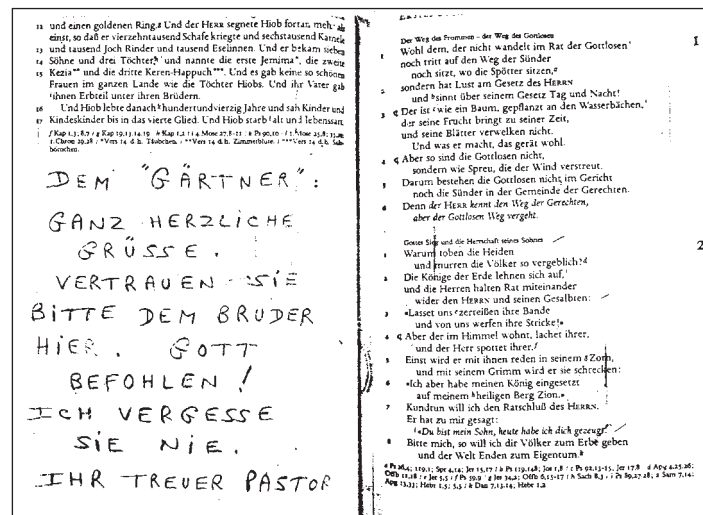 12 und einen goldenen Ring.g Und der HERR segnete Hiob fortan mehr als
einst, so daß er vierzehntausend Schafe kriegte und sechstausend Kamele
13 und tausend Joch Rinder und tausend Eselinnen. Und er bekam sieben
14 Söhne und drei Töchter, und nannte die erste Jemima*, die zweite
15 Kezia** und die dritte Keren-Happuch***. Und es gab keine so schönen
Frauen im ganzen Lande wie die Töchter Hiobs. Und ihr Vater gab
ihnen Erbteil unter ihren Brüdern.
16 Und Hiob lebte danach hundertundvierzig Jahre und sah Kinder und
17 Kindeskinder bis in das vierte Glied. Und Hiob starb alt und lebenssatt.
DEM "GÄRTNER":
GANZ HERZLICHE
GRÜSSE.
VERTRAUEN SIE
BITTE DEM BRUDER
HIER. GOTT
BEFOHLEN!
ICH VERGESSE
SIE NIE.
IHR TREUER PASTOR
Der Weg des Frommen – der Weg des Gottlosen
1
1 Wohl dem, der nicht wandelt im Rat der Gottlosen
noch tritt auf den Weg der Sünder
noch sitzt, wo die Spötter sitzen,a
2 sondern hat Lust am Gesetz des HERRN
und b sinnt über seinem Gesetz Tag und Nacht!
3 Der ist c wie ein Baum, gepflanzt an den Wasserbächen,
der seine Frucht bringt zu seiner Zeit,
und seine Blätter verwelken nicht.
Und was er macht, das gerät wohl.
4 Aber so sind die Gottlosen nicht,
sondern wie Spreu, die der Wind verstreut.
5 Darum bestehen die Gottlosen nicht im Gericht
noch die Sünder in der Gemeinde der Gerechten.
6 Denn der HERR kennt den Weg der Gerechten,
aber der Gottlosen Weg vergeht.
Gottes Sieg und die Herrschaft seines Sohnes
2
1 Warum toben die Heiden
und murren die Völker so vergeblich?d
2 Die Könige der Erde lehnen sich auf,
und die Herren halten Rat miteinander
wider den HERRN und seinen Gesalbten:
3 »Lasset uns e zerreißen ihre Bande
und von uns werfen ihre Stricke!«
4 Aber der im Himmel wohnt, lachet ihrer,
und der Herr spottet ihrer.f
5 Einst wird er mit ihnen reden in seinem g Zorn,
und mit seinem Grimm wird er sie schrecken:
6 »Ich aber habe meinen König eingesetzt
auf meinem h heiligen Berg Zion.«
7 Kundtun will ich den Ratschluß des HERRN.
Er hat zu mir gesagt:
i »Du bist mein Sohn, heute habe ich dich gezeugt.
8 Bitte mich, so will ich dir Völker zum Erbe geben
und der Welt Enden zum Eigentum.k